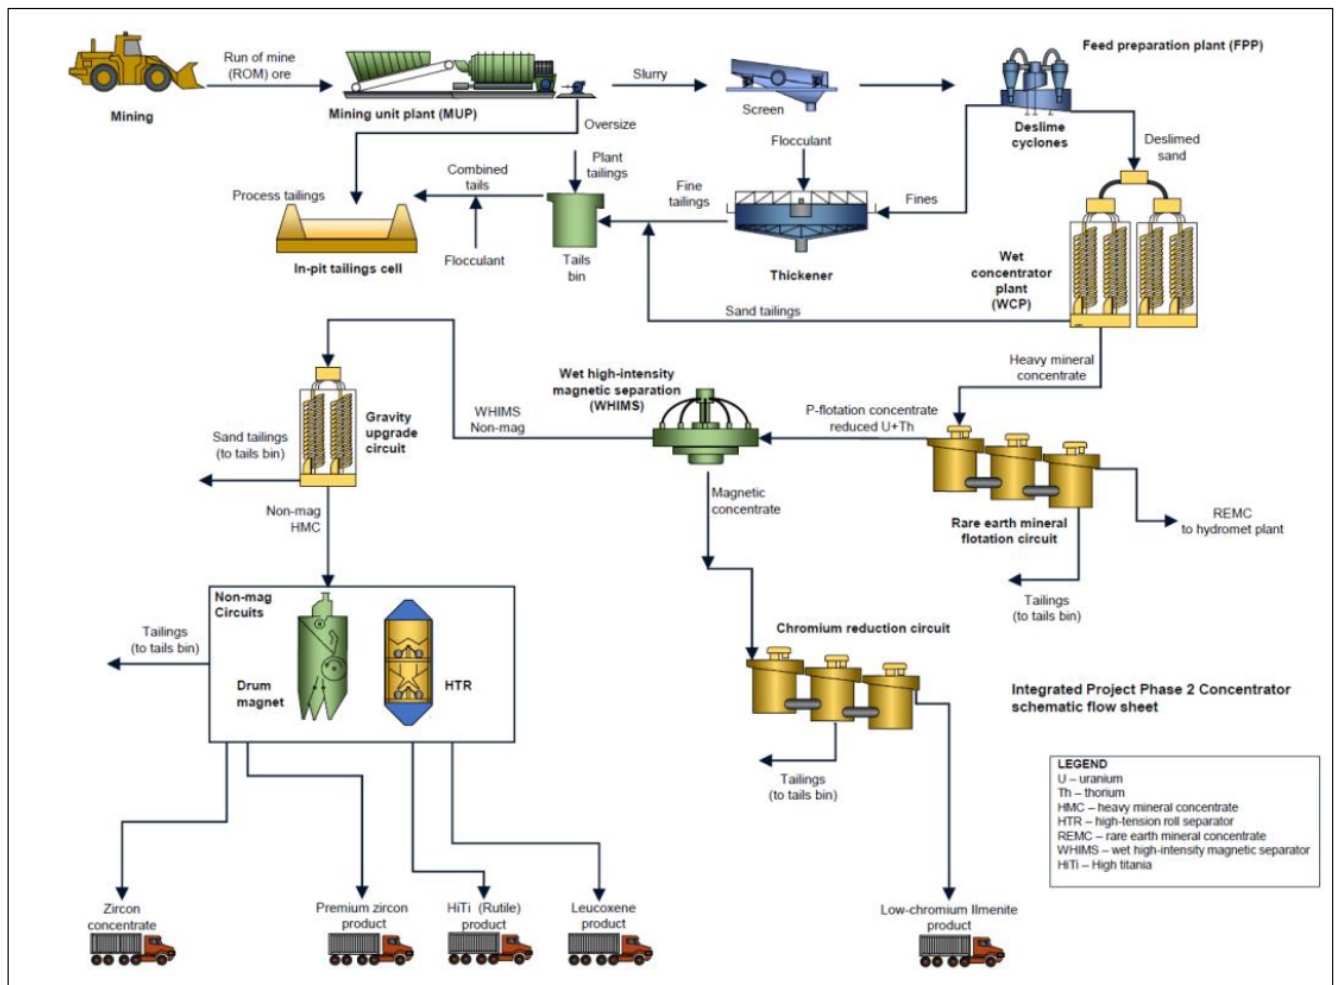 Feed preparation plant (FPP)
Run of mine
(ROM) ore
Slurry
Mining
Mining unit plant (MUP)
Screen
Oversize
Deslime
cyclones
Deslimed
sand
Flocculant
Plant
tailings
Combined
tails
Process tailings
Fine
tailings
Fines
In-pit tailings cell
Flocculant
Tails
bin
Thickener
Wet
concentrator
plant
(WCP)
Sand tailings
Heavy mineral
concentrate
Wet high-intensity
magnetic separation
(WHIMS)
P-flotation concentrate
reduced U+Th
WHIMS
Non-mag
Gravity
upgrade
circuit
Sand tailings
(to tails bin)
Magnetic
concentrate
Non-mag
HMC
Rare earth mineral
flotation circuit
REMC
to hydromet plant
Tailings
(to tails bin)
Non-mag
Circuits
Tailings
(to tails bin)
Drum
magnet
HTR
Chromium reduction circuit
Integrated Project Phase 2 Concentrator
schematic flow sheet
Tailings
(to tails bin)
LEGEND
U – uranium
Th – thorium
HMC – heavy mineral concentrate
HTR – high-tension roll separator
REMC – rare earth mineral concentrate
WHIMS – wet high-intensity magnetic separator
HiTi – High titania
Zircon
concentrate
Premium zircon
product
HiTi (Rutile)
product
Leucoxene
product
Low-chromium Ilmenite
product